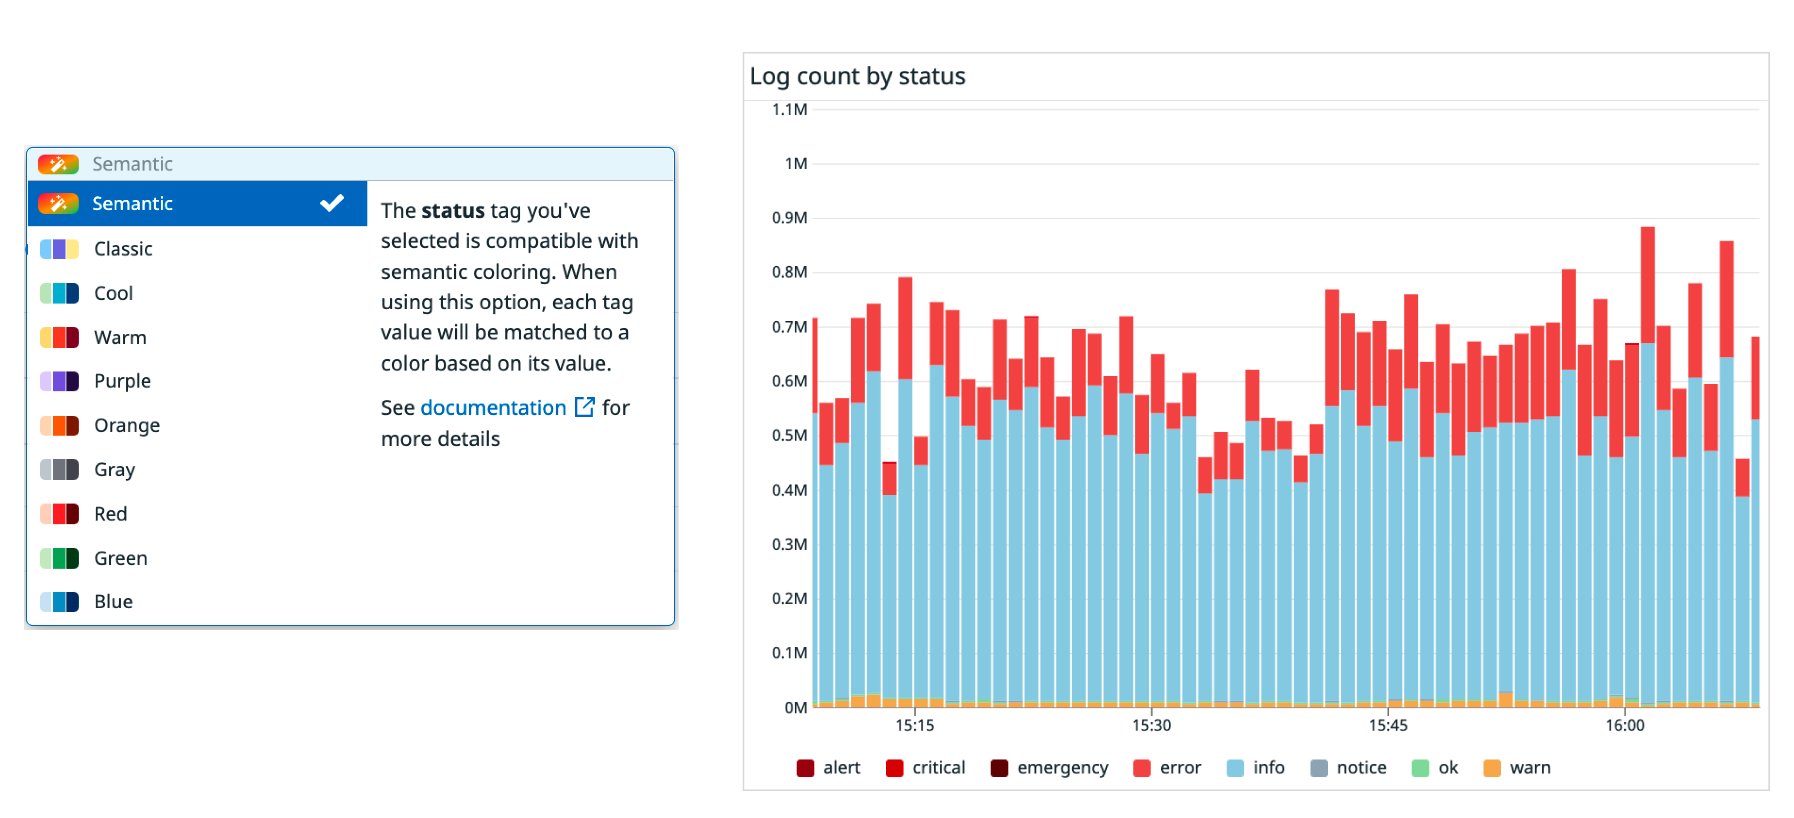 Semantic
Semantic
Classic
Cool
Warm
Purple
Orange
Gray
Red
Green
Blue
The status tag you've
selected is compatible with
semantic coloring. When
using this option, each tag
value will be matched to a
color based on its value.
See documentation for
more details
Log count by status
1.1M
1M
0.9M
0.8M
0.7M
0.6M
0.5M
0.4M
0.3M
0.2M
0.1M
0M
15:15 15:30 15:45 16:00
alert critical emergency error info notice ok warn